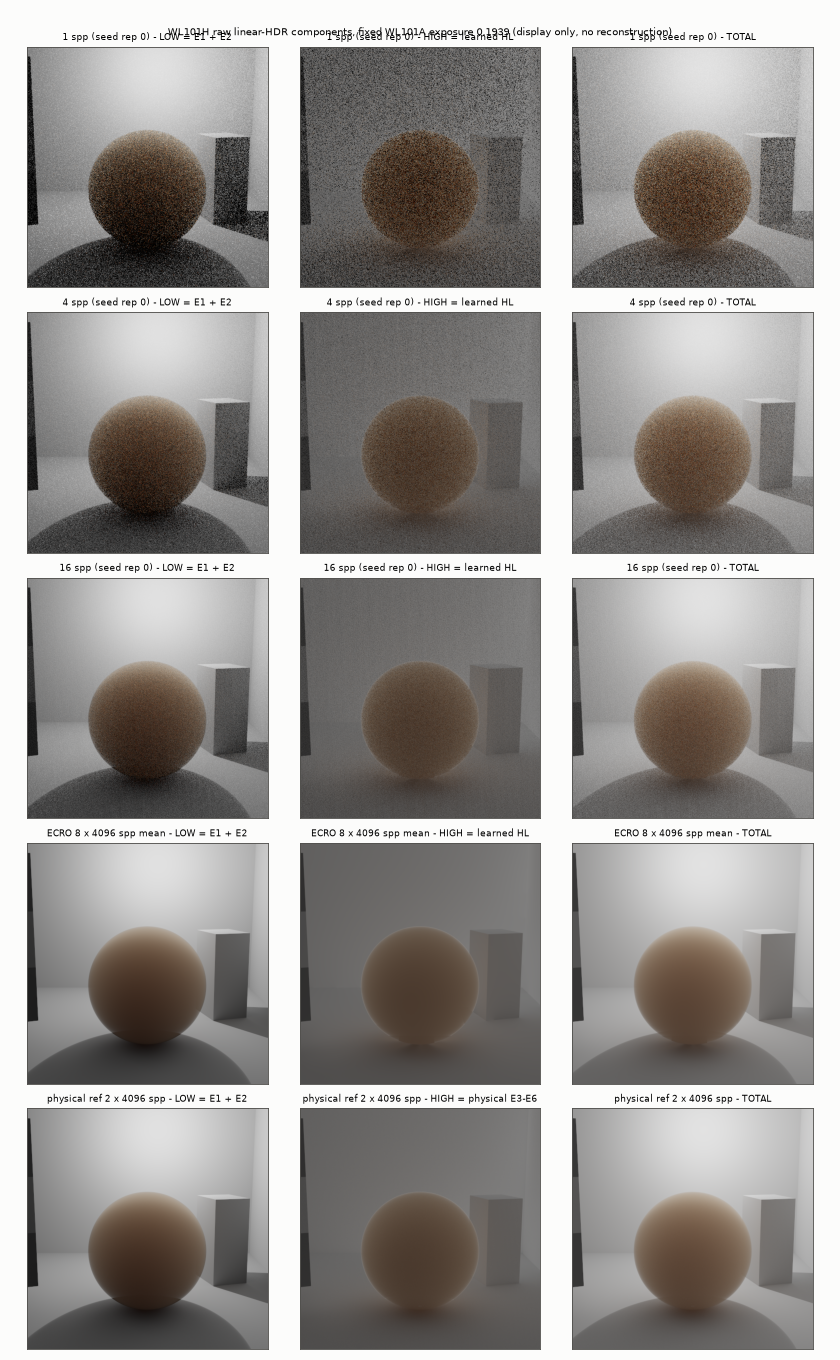 WL101H raw linear-HDR components, fixed WL101A exposure 0.1939 (display only, no reconstruction)
1 spp (seed rep 0) - LOW = E1 + E2 1 spp (seed rep 0) - HIGH = learned HL 1 spp (seed rep 0) - TOTAL
4 spp (seed rep 0) - LOW = E1 + E2 4 spp (seed rep 0) - HIGH = learned HL 4 spp (seed rep 0) - TOTAL
16 spp (seed rep 0) - LOW = E1 + E2 16 spp (seed rep 0) - HIGH = learned HL 16 spp (seed rep 0) - TOTAL
ECRO 8 x 4096 spp mean - LOW = E1 + E2 ECRO 8 x 4096 spp mean - HIGH = learned HL ECRO 8 x 4096 spp mean - TOTAL
physical ref 2 x 4096 spp - LOW = E1 + E2 physical ref 2 x 4096 spp - HIGH = physical E3-E6 physical ref 2 x 4096 spp - TOTAL